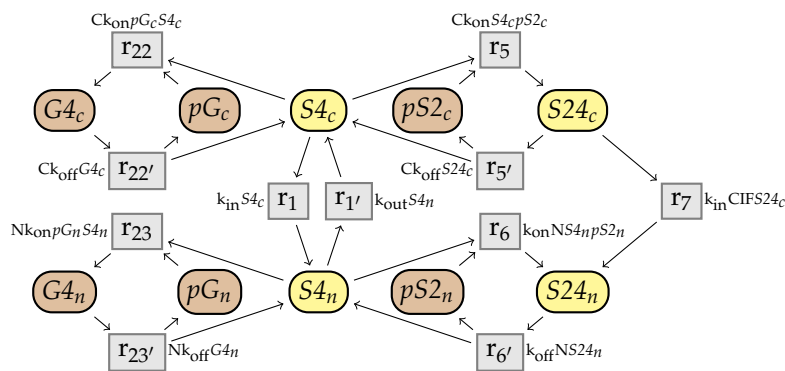 Ck_on pG_c S4_c
Ck_on S4_c pS2_c
r_22
r_5
G4_c
pG_c
S4_c
pS2_c
S24_c
Ck_off G4_c
r_22′
Ck_off S24_c
r_5′
k_in S4_c
r_1
r_1′
k_out S4_n
r_7
k_in CIF S24_c
Nk_on pG_n S4_n
r_23
r_6
k_on N S4_n pS2_n
G4_n
pG_n
S4_n
pS2_n
S24_n
r_23′
Nk_off G4_n
r_6′
k_off N S24_n